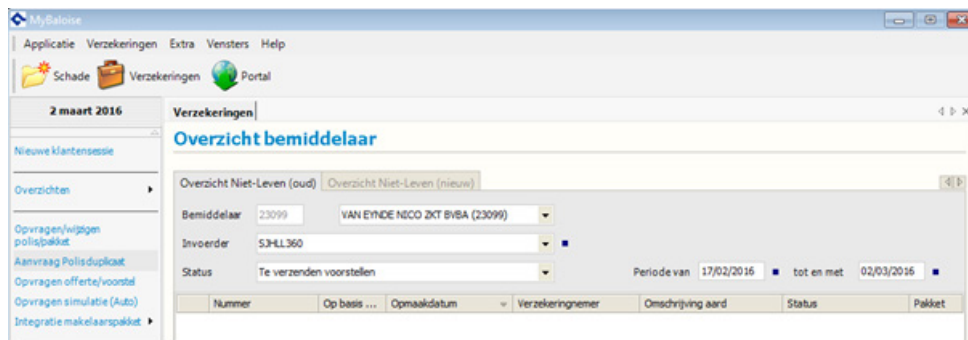 MyBaloise
Applicatie Verzekeringen Extra Vensters Help
Schade Verzekeringen Portal
2 maart 2016
Nieuwe klantensessie
Overzichten
Opvragen/wijzigen
polis/pakket
Aanvraag Polisduplicaat
Opvragen offerte/voorstel
Opvragen simulatie (Auto)
Integratie makelaarspakket
Verzekeringen
Overzicht bemiddelaar
Overzicht Niet-Leven (oud) Overzicht Niet-Leven (nieuw)
Bemiddelaar 23099 VAN EYNDE NICO ZKT BVBA (23099)
Invoerder SJHLL360
Status Te verzenden voorstellen Periode van 17/02/2016 tot en met 02/03/2016
Nummer Op basis ... Opmaakdatum Verzekeringnemer Omschrijving aard Status Pakket